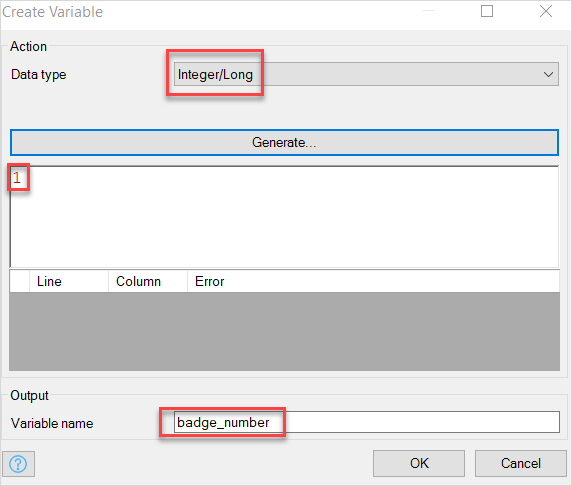 Create Variable
Action
Data type
Integer/Long
Generate...
1
Line Column Error
Output
Variable name badge_number
?
OK Cancel